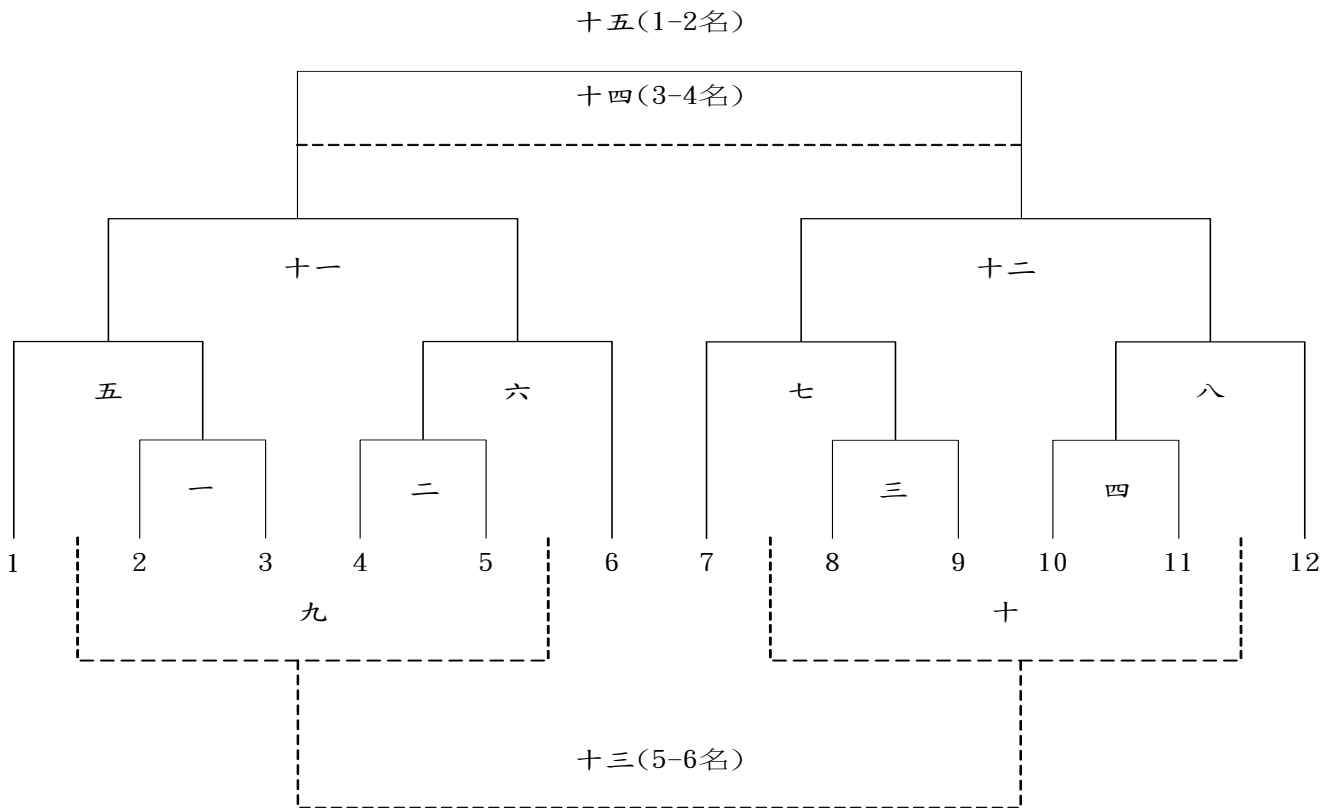 十五(1-2名)
十四(3-4名)
十一 十二
五 六 七 八
一 二 三 四
1 2 3 4 5 6 7 8 9 10 11 12
九 十
十三(5-6名)